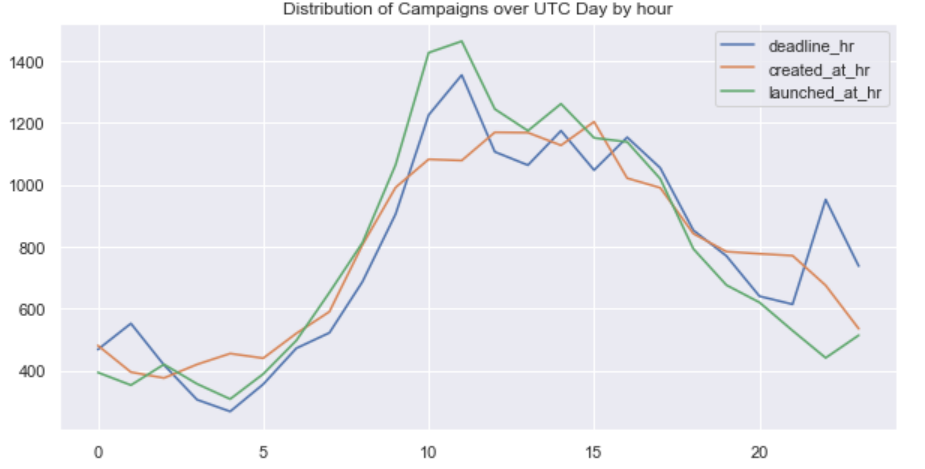 Distribution of Campaigns over UTC Day by hour
deadline_hr
created_at_hr
launched_at_hr
1400
1200
1000
800
600
400
0 5 10 15 20